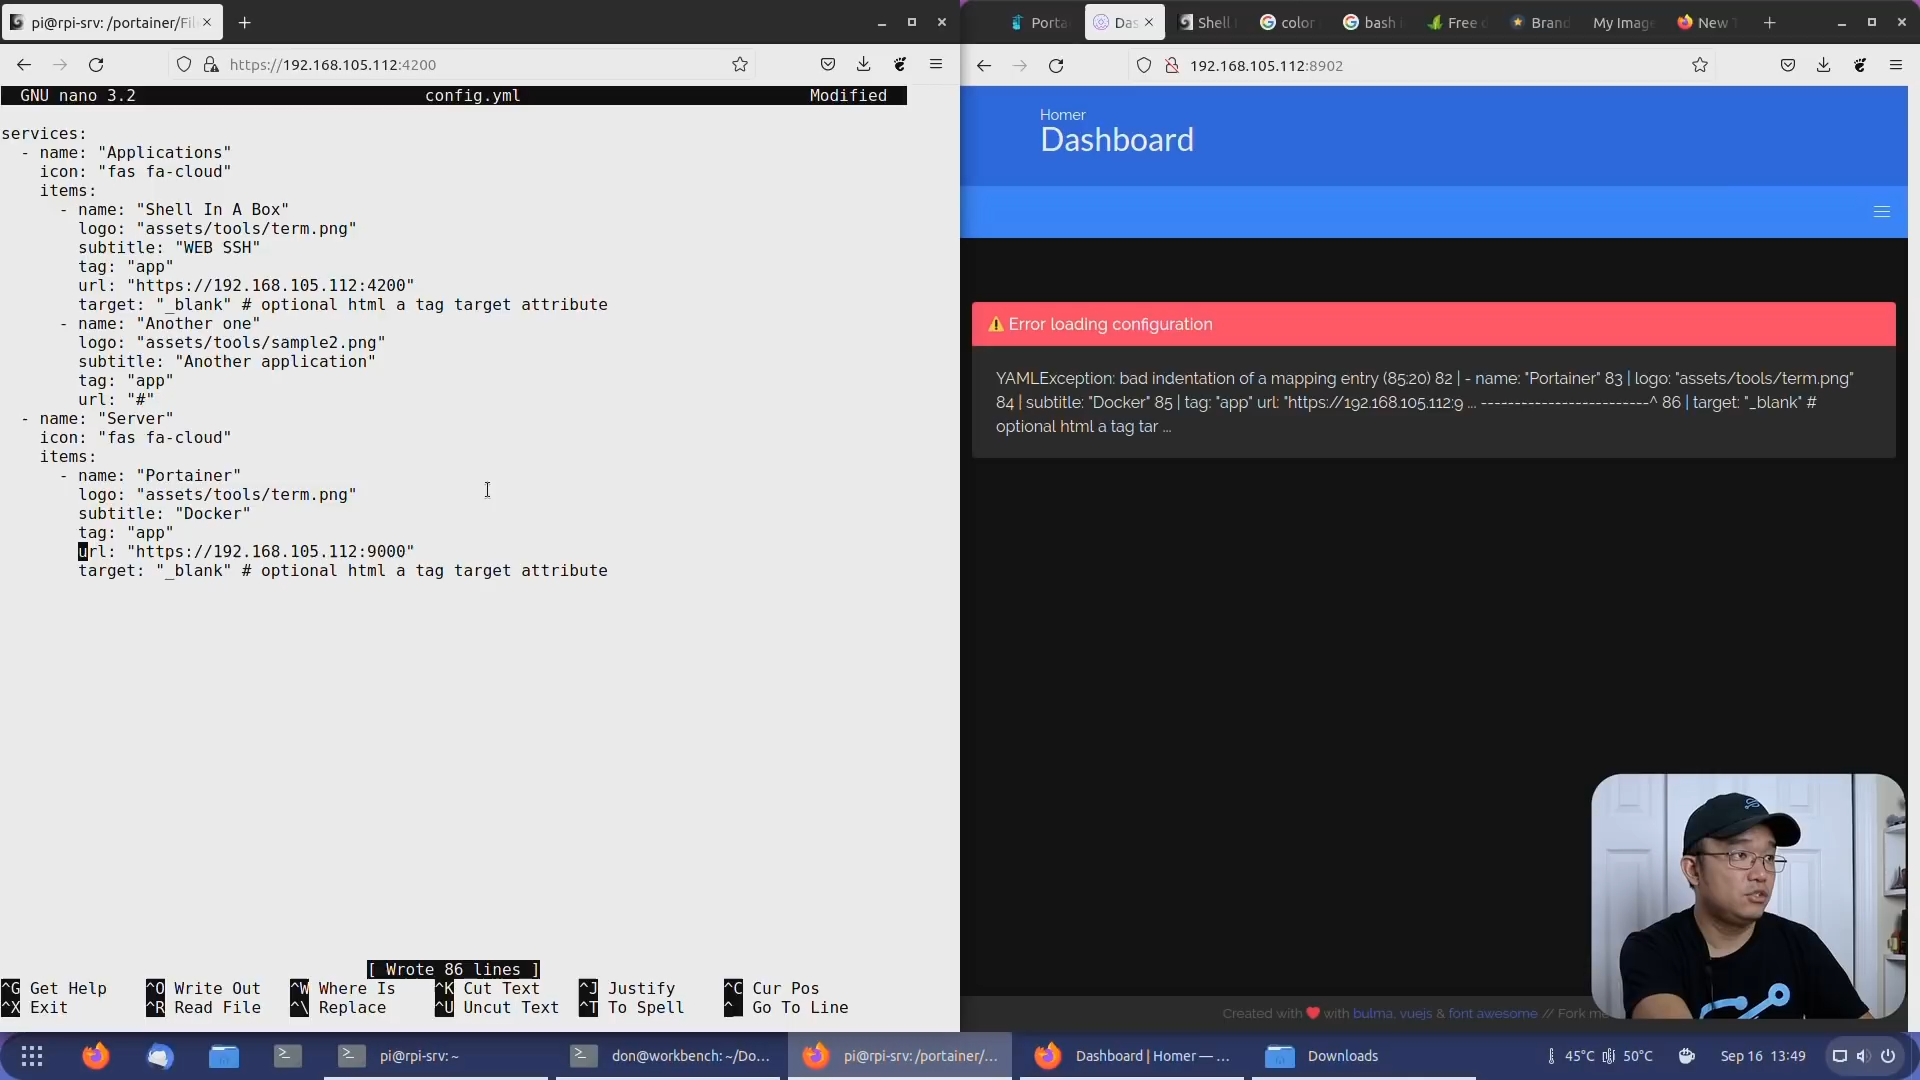 pi@rpi-srv: /portainer/Fil
https://192.168.105.112:4200
GNU nano 3.2 config.yml Modified
services:
- name: "Applications"
icon: "fas fa-cloud"
items:
- name: "Shell In A Box"
logo: "assets/tools/term.png"
subtitle: "WEB SSH"
tag: "app"
url: "https://192.168.105.112:4200"
target: "_blank" # optional html a tag target attribute
- name: "Another one"
logo: "assets/tools/sample2.png"
subtitle: "Another application"
tag: "app"
url: "#"
- name: "Server"
icon: "fas fa-cloud"
items:
- name: "Portainer"
logo: "assets/tools/term.png"
subtitle: "Docker"
tag: "app"
url: "https://192.168.105.112:9000"
target: "_blank" # optional html a tag target attribute
[ Wrote 86 lines ]
^G Get Help ^O Write Out ^W Where Is ^K Cut Text ^J Justify ^C Cur Pos
^X Exit ^R Read File ^\ Replace ^U Uncut Text ^T To Spell ^_ Go To Line
Porta Das Shell color bash Free Bran My Imag New
192.168.105.112:8902
Homer
Dashboard
⚠ Error loading configuration
YAMLException: bad indentation of a mapping entry (85:20) 82 | - name: "Portainer" 83 | logo: "assets/tools/term.png"
84 | subtitle: "Docker" 85 | tag: "app" url: "https://192.168.105.112:9 ... -------------------------^ 86 | target: "_blank" #
optional html a tag tar ...
Created with ❤ with bulma, vuejs & font awesome // Fork me
pi@rpi-srv: ~ don@workbench: ~/Do... pi@rpi-srv: /portainer/... Dashboard | Homer — ... Downloads 45°C 50°C Sep 16 13:49